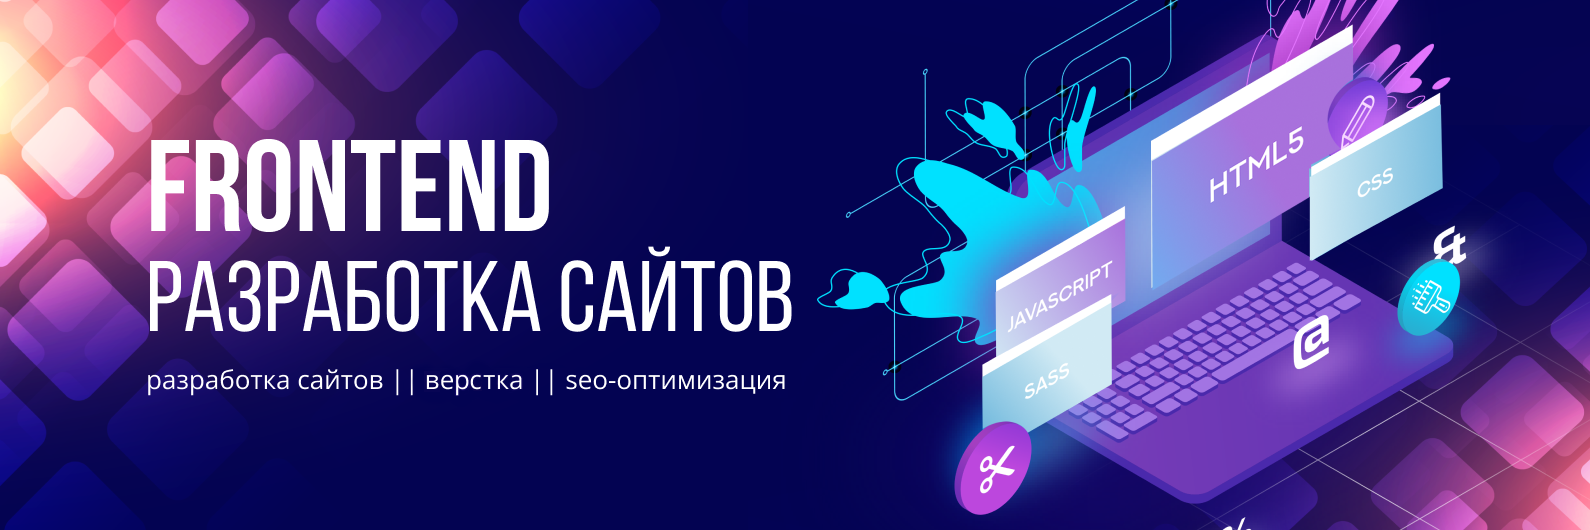 FRONTEND
РАЗРАБОТКА САЙТОВ
разработка сайтов || верстка || seo-оптимизация
HTML5
CSS
JAVASCRIPT
SASS
&
@
%